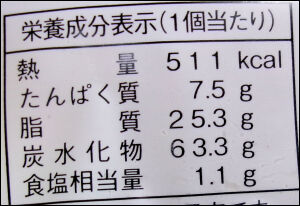 栄養成分表示(1個当たり)
熱量 511 kcal
たんぱく質 7.5 g
脂質 25.3 g
炭水化物 63.3 g
食塩相当量 1.1 g